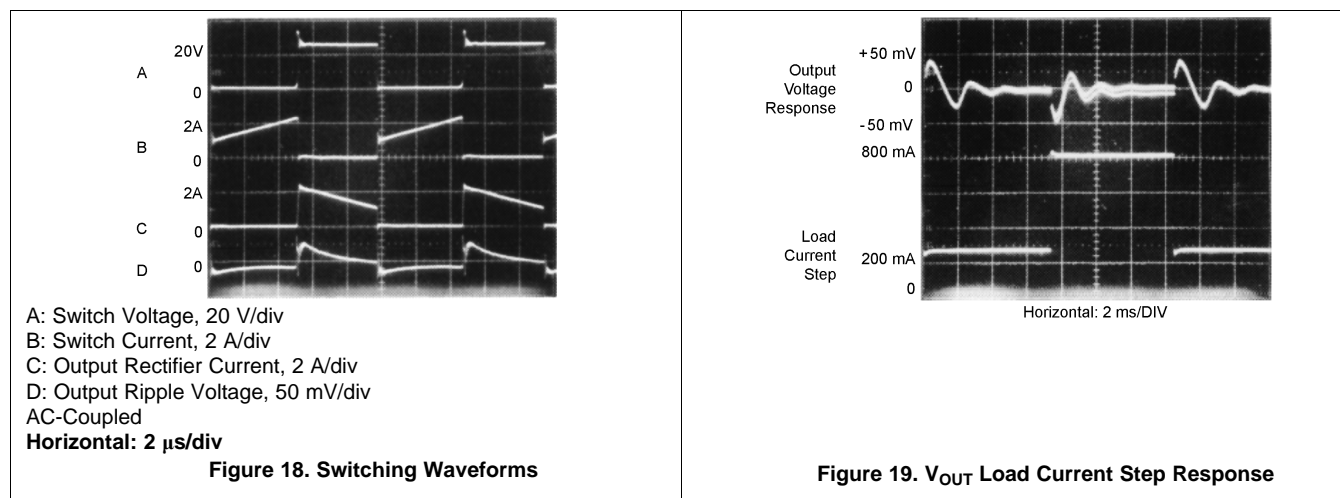 20V
A
0
2A
B
0
2A
C
0
D
0
A: Switch Voltage, 20 V/div
B: Switch Current, 2 A/div
C: Output Rectifier Current, 2 A/div
D: Output Ripple Voltage, 50 mV/div
AC-Coupled
Horizontal: 2 μs/div
Figure 18. Switching Waveforms
+50 mV
Output
Voltage
Response
0
-50 mV
800 mA
Load
Current
Step
200 mA
0
Horizontal: 2 ms/DIV
Figure 19. VOUT Load Current Step Response